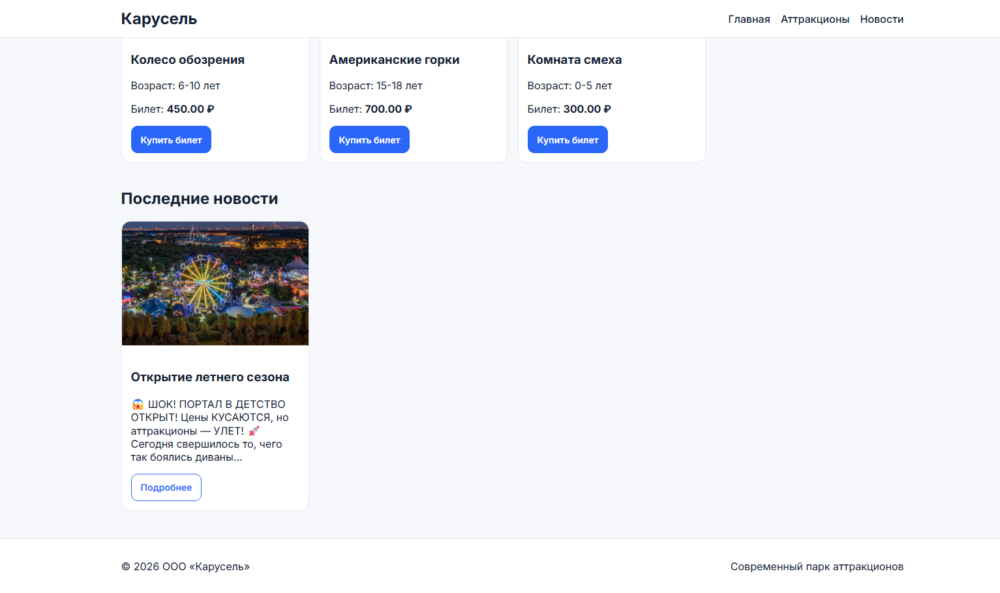 Карусель
Главная Аттракционы Новости
Колесо обозрения
Возраст: 6-10 лет
Билет: 450.00 ₽
Купить билет
Американские горки
Возраст: 15-18 лет
Билет: 700.00 ₽
Купить билет
Комната смеха
Возраст: 0-5 лет
Билет: 300.00 ₽
Купить билет
Последние новости
Открытие летнего сезона
😱 ШОК! ПОРТАЛ В ДЕТСТВО
ОТКРЫТ! Цены КУСАЮТСЯ, но
аттракционы — УЛЕТ! 🚀
Сегодня свершилось то, чего
так боялись диваны...
Подробнее
© 2026 ООО «Карусель»
Современный парк аттракционов